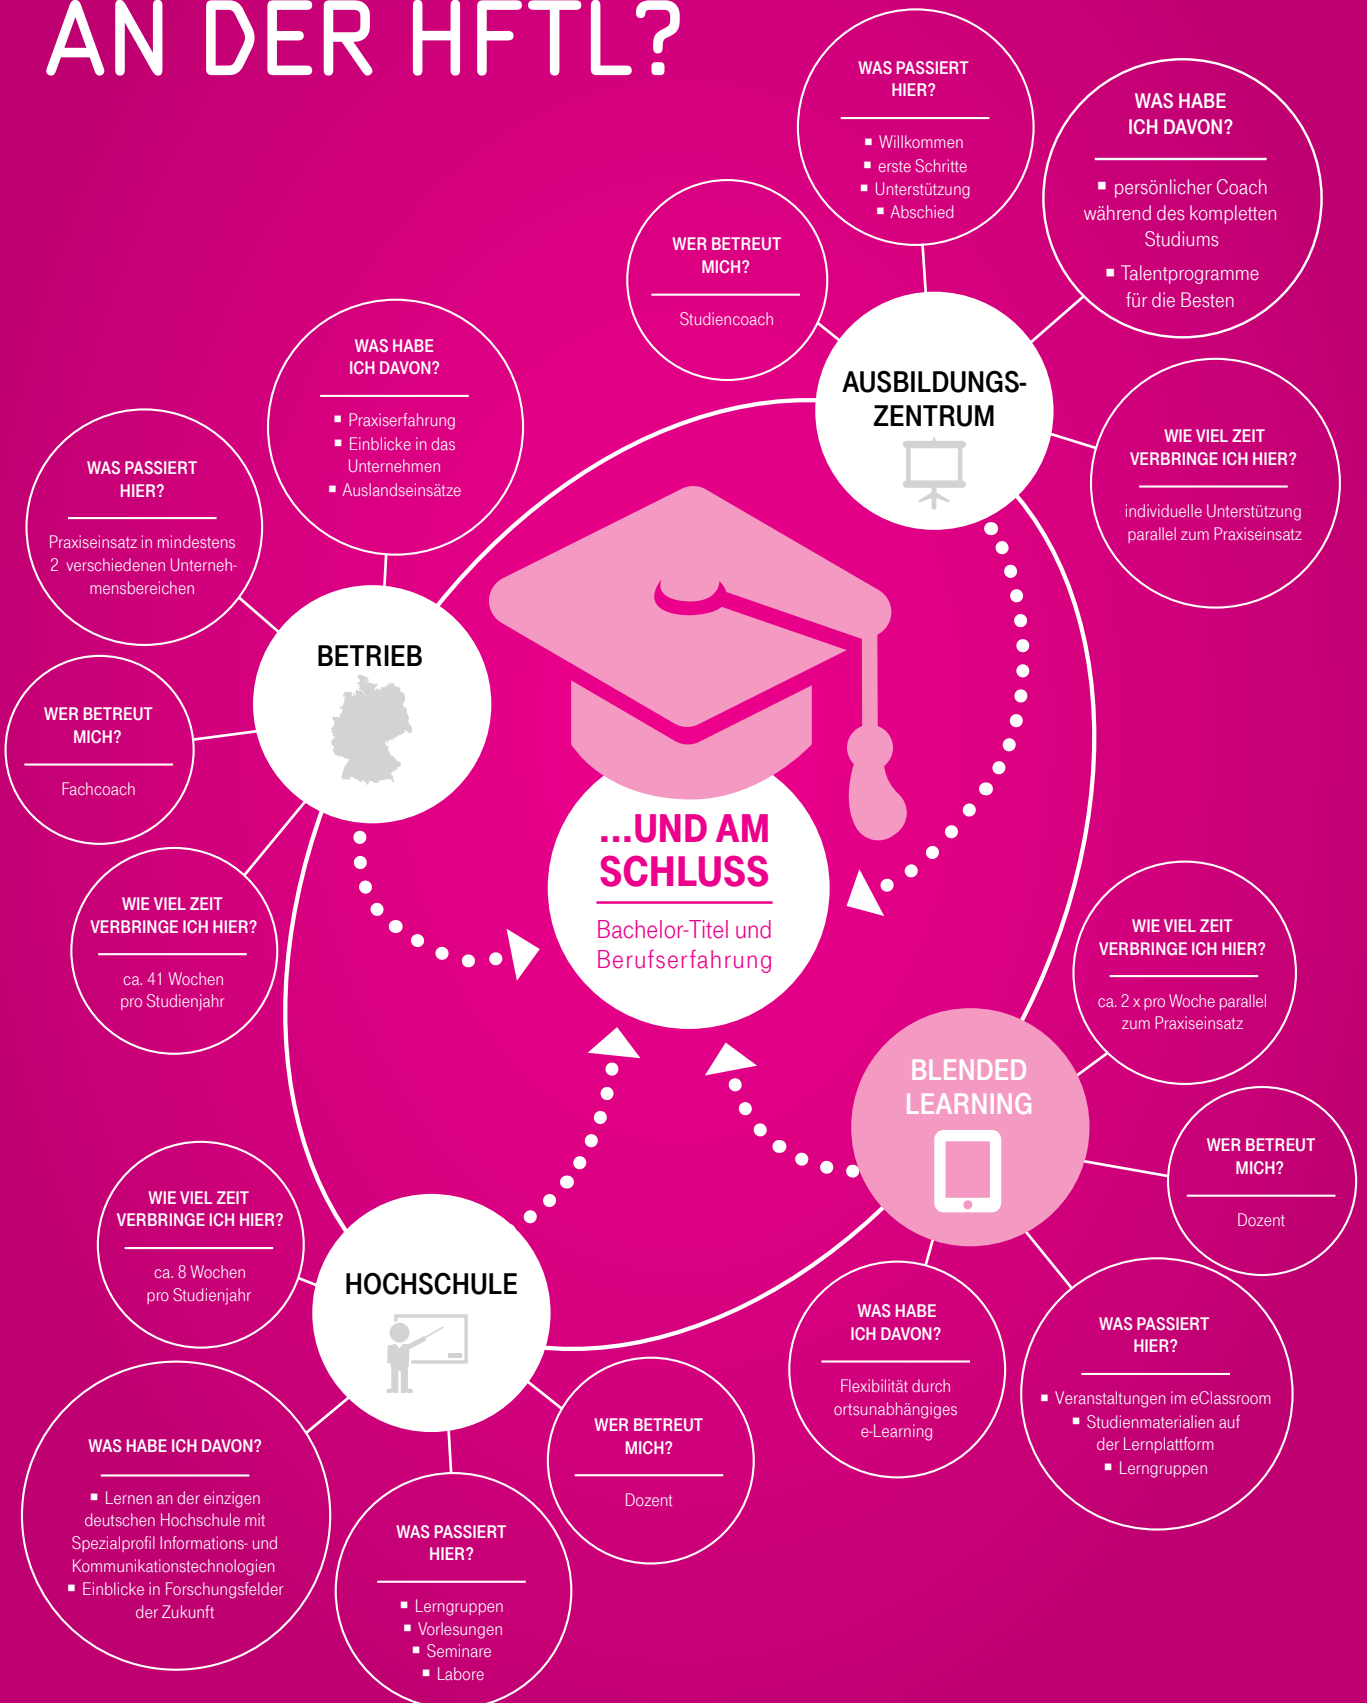 AN DER HFTL?
WAS PASSIERT
HIER?
▪ Willkommen
▪ erste Schritte
▪ Unterstützung
▪ Abschied
WAS HABE
ICH DAVON?
▪ persönlicher Coach
während des kompletten
Studiums
▪ Talentprogramme
für die Besten
WER BETREUT
MICH?
Studiencoach
AUSBILDUNGS-
ZENTRUM
WIE VIEL ZEIT
VERBRINGE ICH HIER?
individuelle Unterstützung
parallel zum Praxiseinsatz
WAS HABE
ICH DAVON?
▪ Praxiserfahrung
▪ Einblicke in das
Unternehmen
▪ Auslandseinsätze
WAS PASSIERT
HIER?
Praxiseinsatz in mindestens
2 verschiedenen Unterneh-
mensbereichen
BETRIEB
WER BETREUT
MICH?
Fachcoach
WIE VIEL ZEIT
VERBRINGE ICH HIER?
ca. 41 Wochen
pro Studienjahr
...UND AM
SCHLUSS
Bachelor-Titel und
Berufserfahrung
WIE VIEL ZEIT
VERBRINGE ICH HIER?
ca. 2 x pro Woche parallel
zum Praxiseinsatz
BLENDED
LEARNING
WER BETREUT
MICH?
Dozent
WAS HABE
ICH DAVON?
Flexibilität durch
ortsunabhängiges
e-Learning
WAS PASSIERT
HIER?
▪ Veranstaltungen im eClassroom
▪ Studienmaterialien auf
der Lernplattform
▪ Lerngruppen
WIE VIEL ZEIT
VERBRINGE ICH HIER?
ca. 8 Wochen
pro Studienjahr
HOCHSCHULE
WAS HABE ICH DAVON?
▪ Lernen an der einzigen
deutschen Hochschule mit
Spezialprofil Informations- und
Kommunikationstechnologien
▪ Einblicke in Forschungsfelder
der Zukunft
WAS PASSIERT
HIER?
▪ Lerngruppen
▪ Vorlesungen
▪ Seminare
▪ Labore
WER BETREUT
MICH?
Dozent